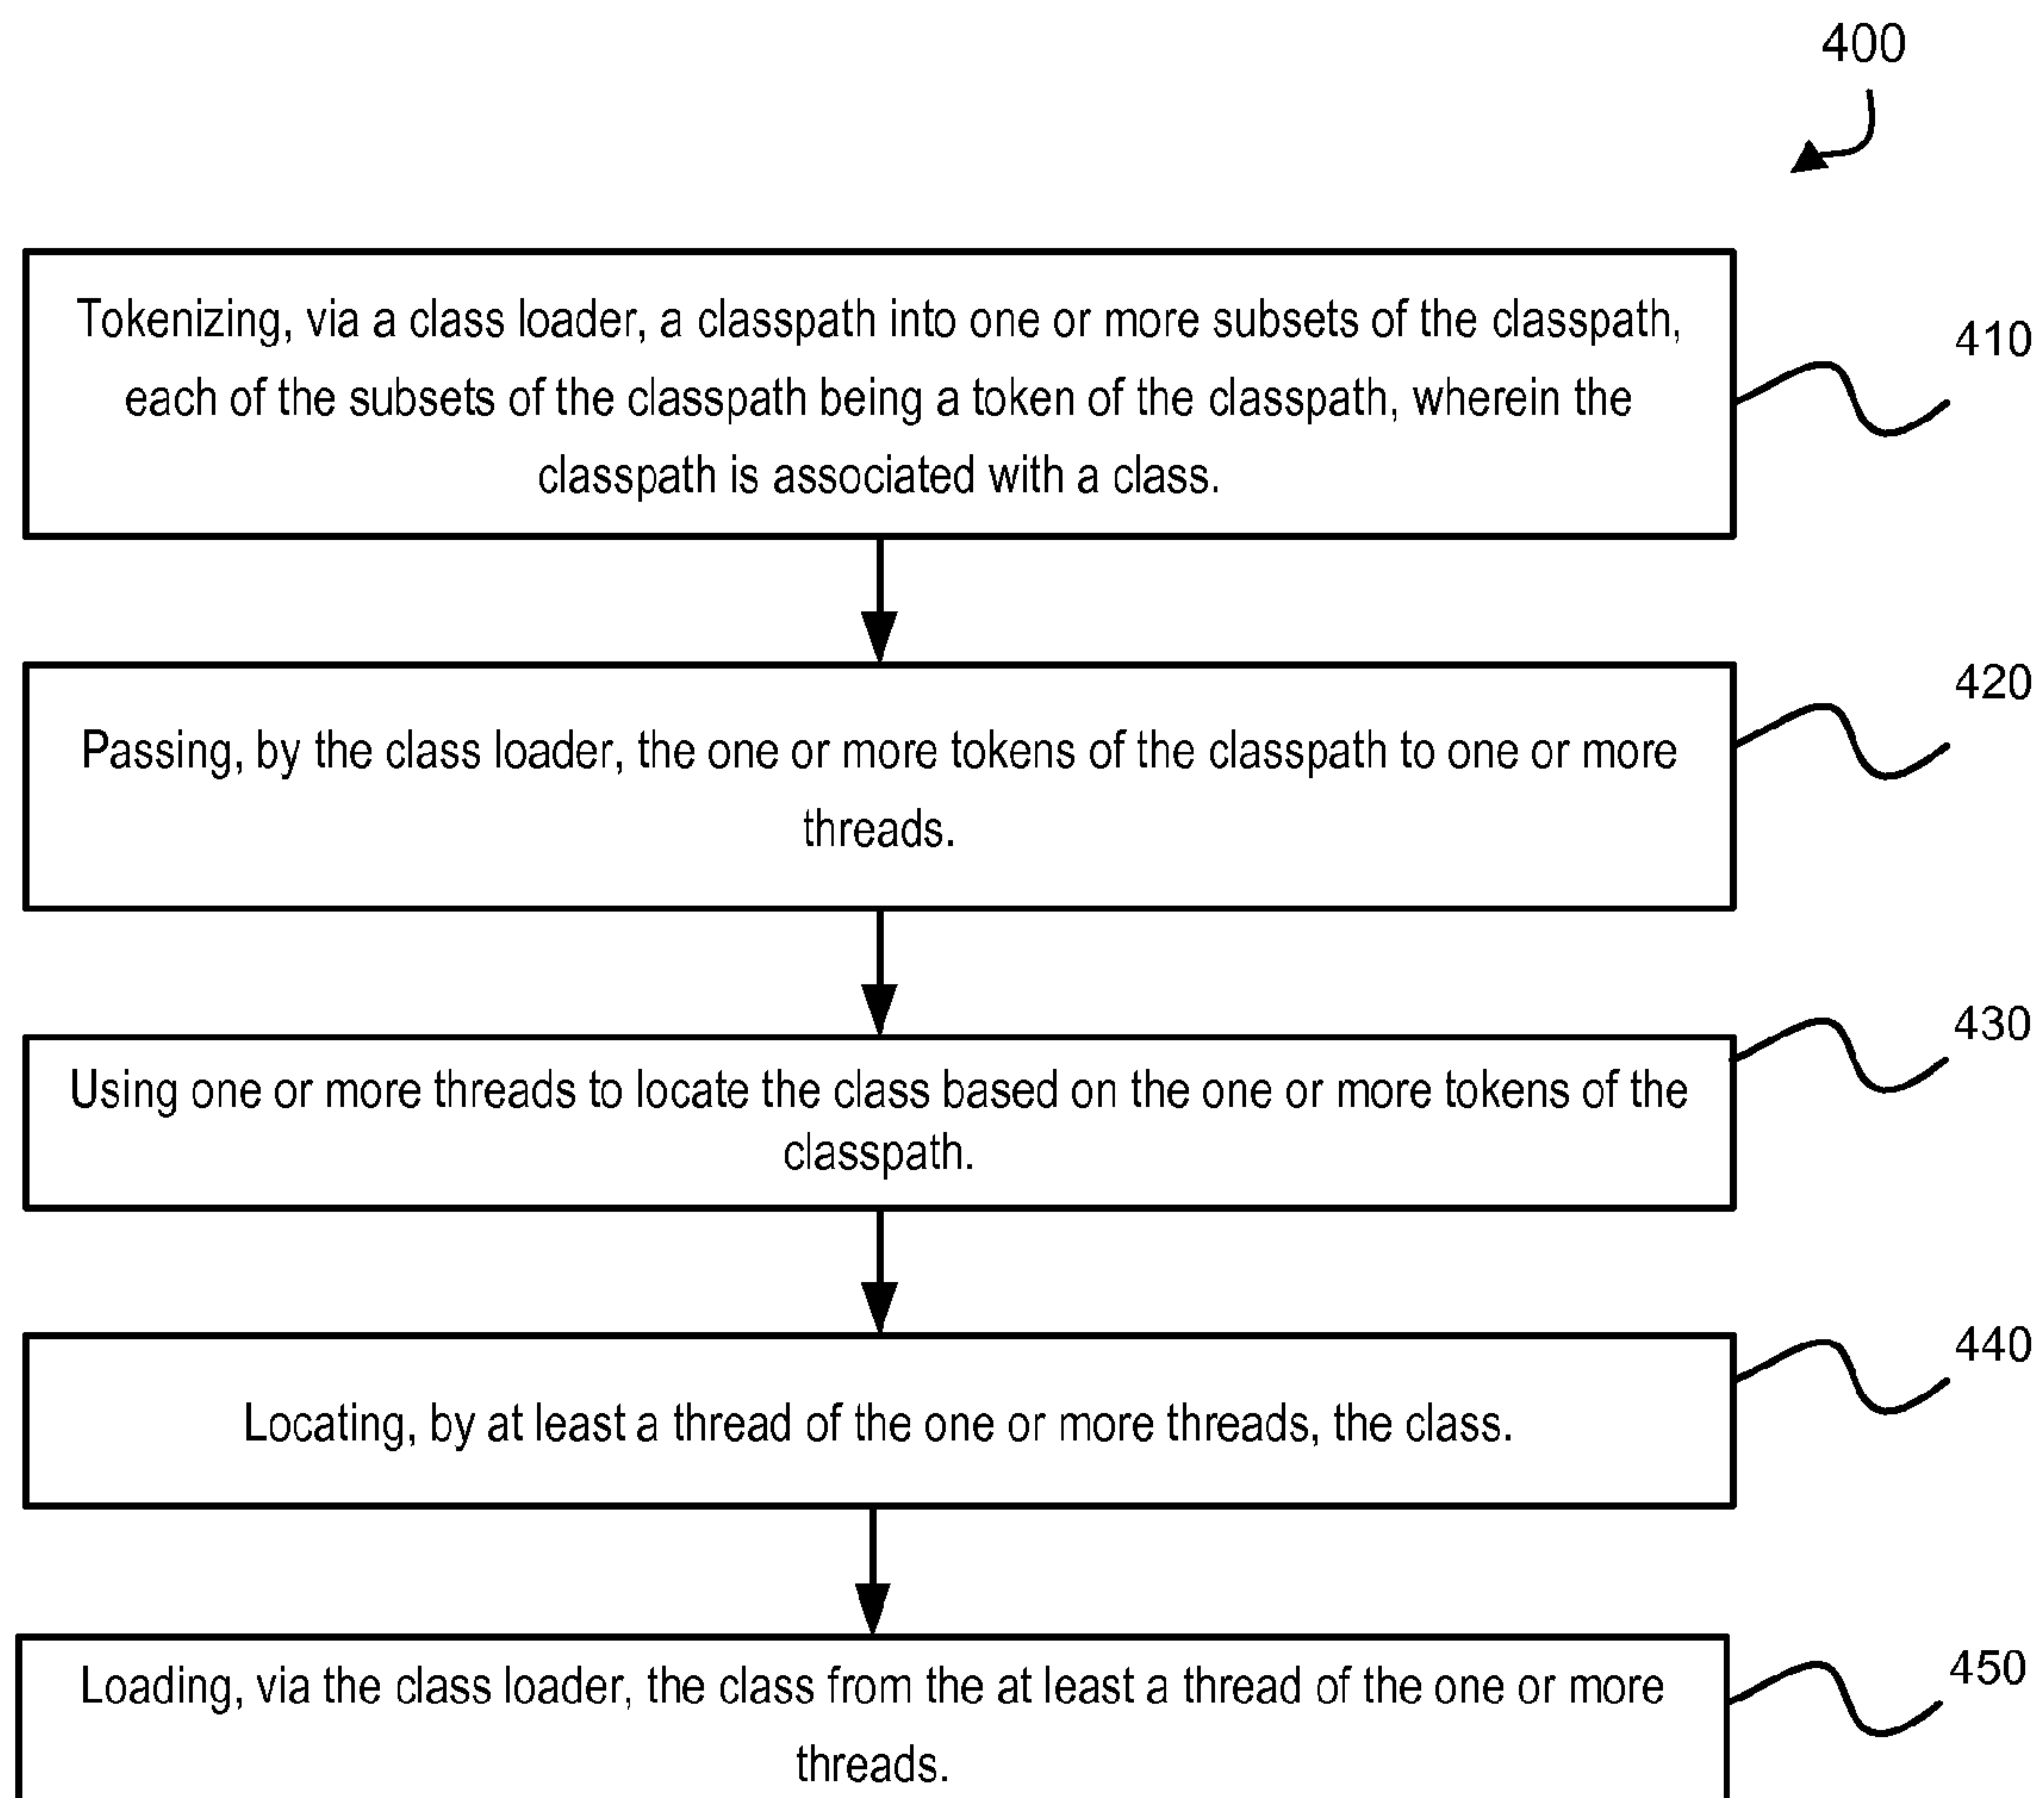 400
Tokenizing, via a class loader, a classpath into one or more subsets of the classpath,
each of the subsets of the classpath being a token of the classpath, wherein the
classpath is associated with a class.
410
Passing, by the class loader, the one or more tokens of the classpath to one or more
threads.
420
Using one or more threads to locate the class based on the one or more tokens of the
classpath.
430
Locating, by at least a thread of the one or more threads, the class.
440
Loading, via the class loader, the class from the at least a thread of the one or more
threads.
450